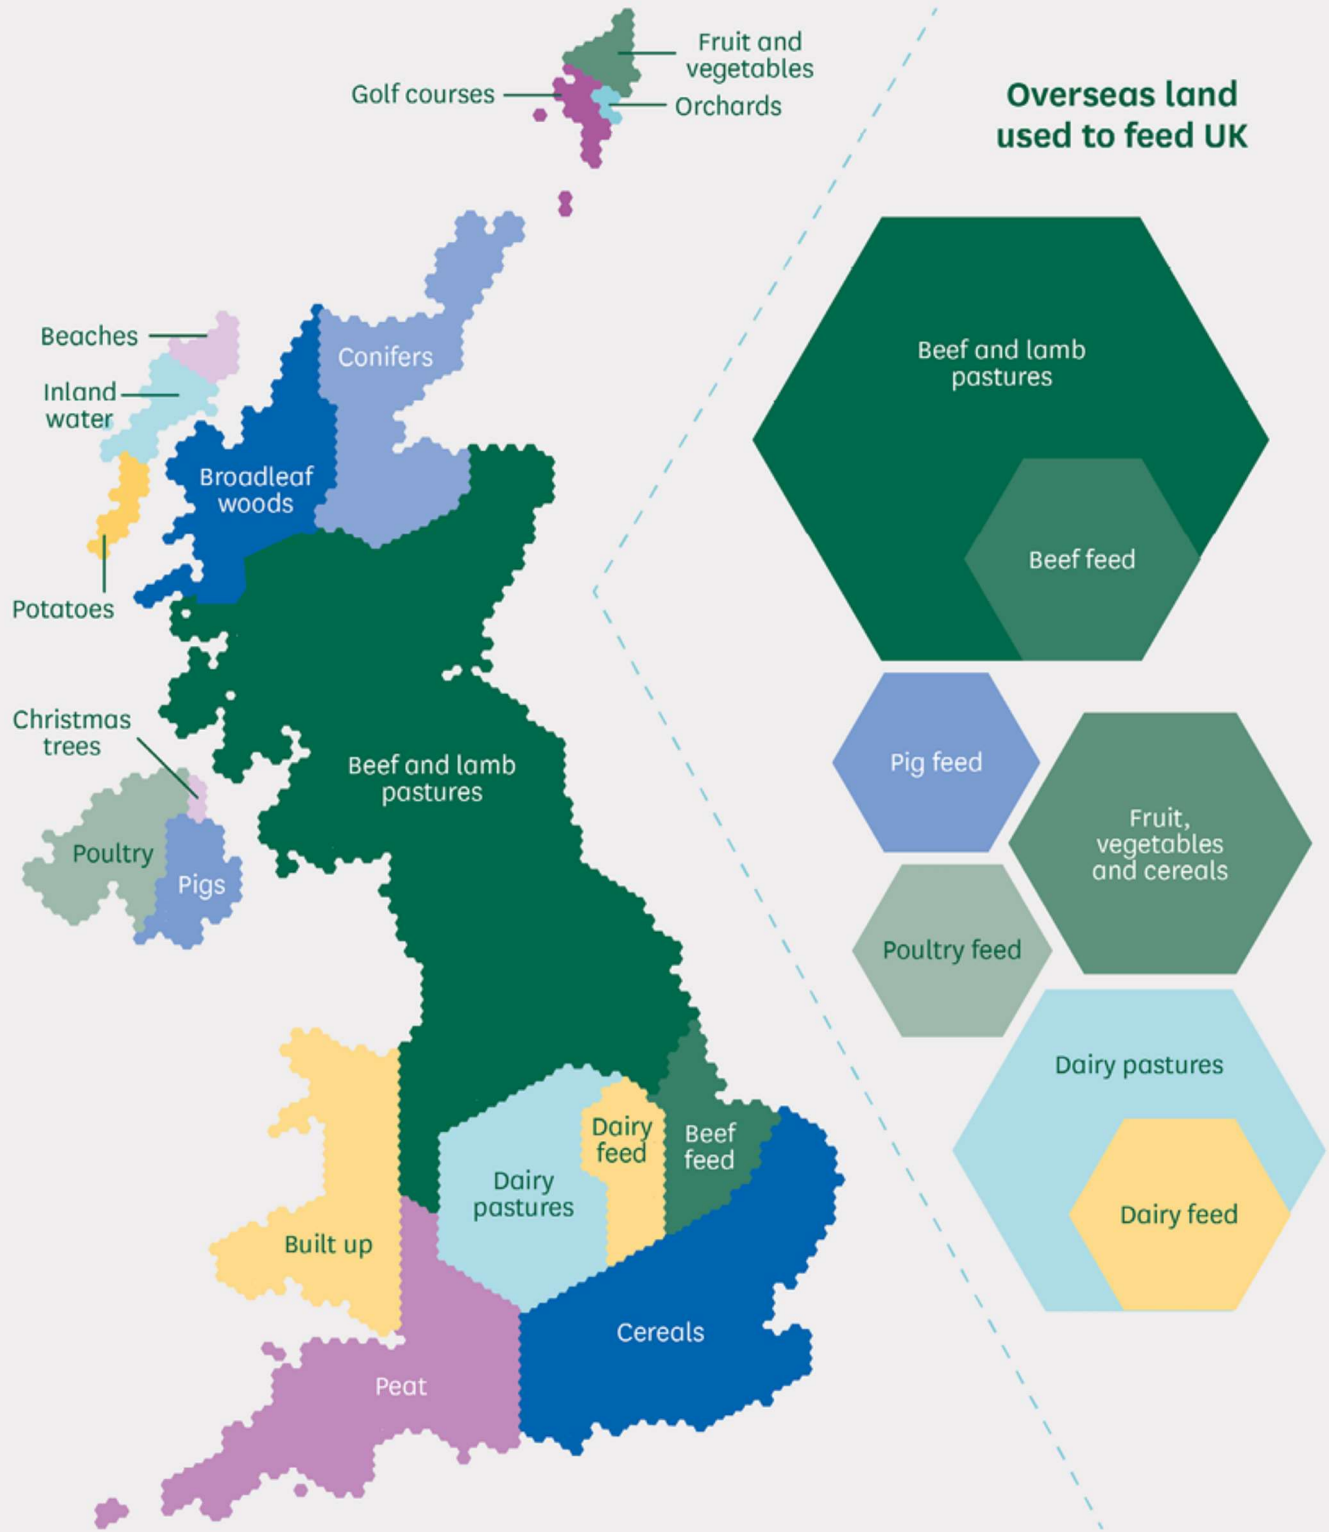 Fruit and
vegetables
Golf courses
Orchards
Overseas land
used to feed UK
Beaches
Inland
water
Conifers
Broadleaf
woods
Potatoes
Christmas
trees
Poultry
Pigs
Beef and lamb
pastures
Built up
Dairy
pastures
Dairy
feed
Beef
feed
Peat
Cereals
Beef and lamb
pastures
Beef feed
Pig feed
Fruit,
vegetables
and cereals
Poultry feed
Dairy pastures
Dairy feed